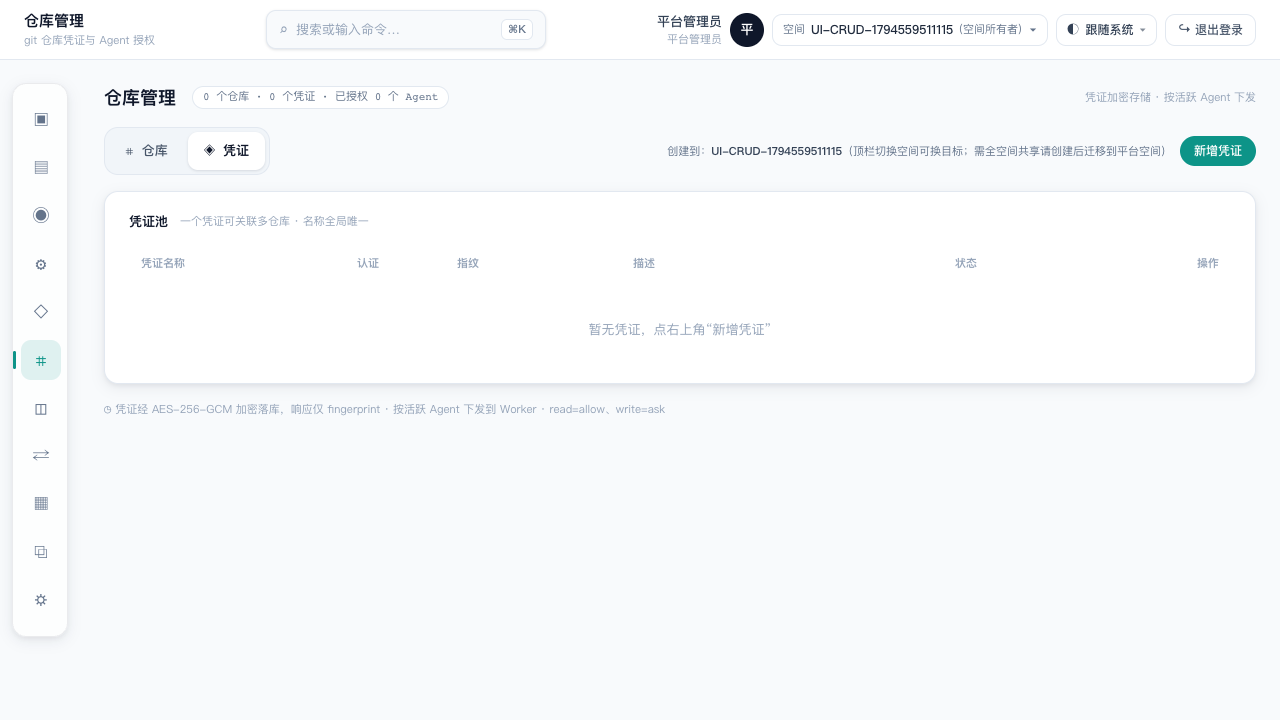 仓库管理
git 仓库凭证与 Agent 授权
搜索或输入命令…
⌘K
平台管理员
平台管理员
平
空间 UI-CRUD-1794559511115 (空间所有者)
跟随系统
退出登录
仓库管理
0 个仓库 · 0 个凭证 · 已授权 0 个 Agent
凭证加密存储 · 按活跃 Agent 下发
仓库
凭证
创建到: UI-CRUD-1794559511115 (顶栏切换空间可换目标; 需全空间共享请创建后迁移到平台空间)
新增凭证
凭证池 一个凭证可关联多仓库 · 名称全局唯一
凭证名称 认证 指纹 描述 状态 操作
暂无凭证, 点右上角“新增凭证”
凭证经 AES-256-GCM 加密落库, 响应仅 fingerprint · 按活跃 Agent 下发到 Worker · read=allow、write=ask